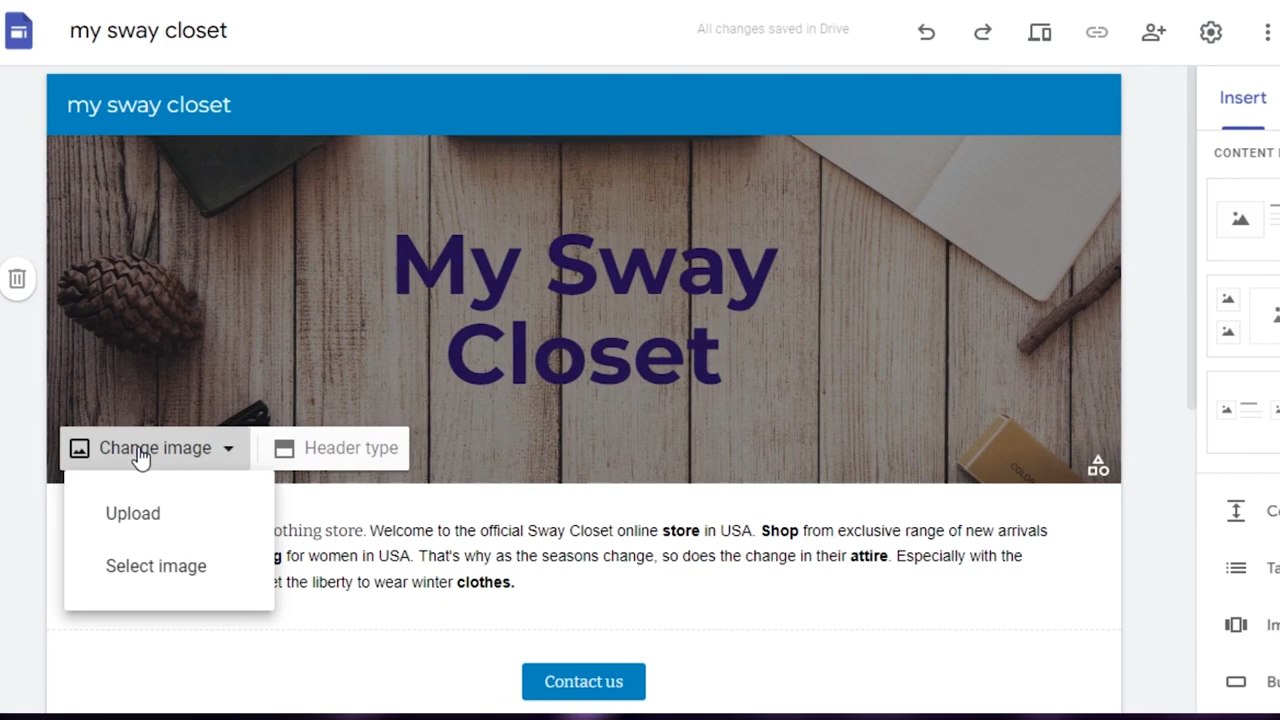 my sway closet
All changes saved in Drive
my sway closet
Insert
CONTENT
My Sway
Closet
Change image
Header type
Upload
Select image
othing store. Welcome to the official Sway Closet online store in USA. Shop from exclusive range of new arrivals
g for women in USA. That's why as the seasons change, so does the change in their attire. Especially with the
et the liberty to wear winter clothes.
Contact us